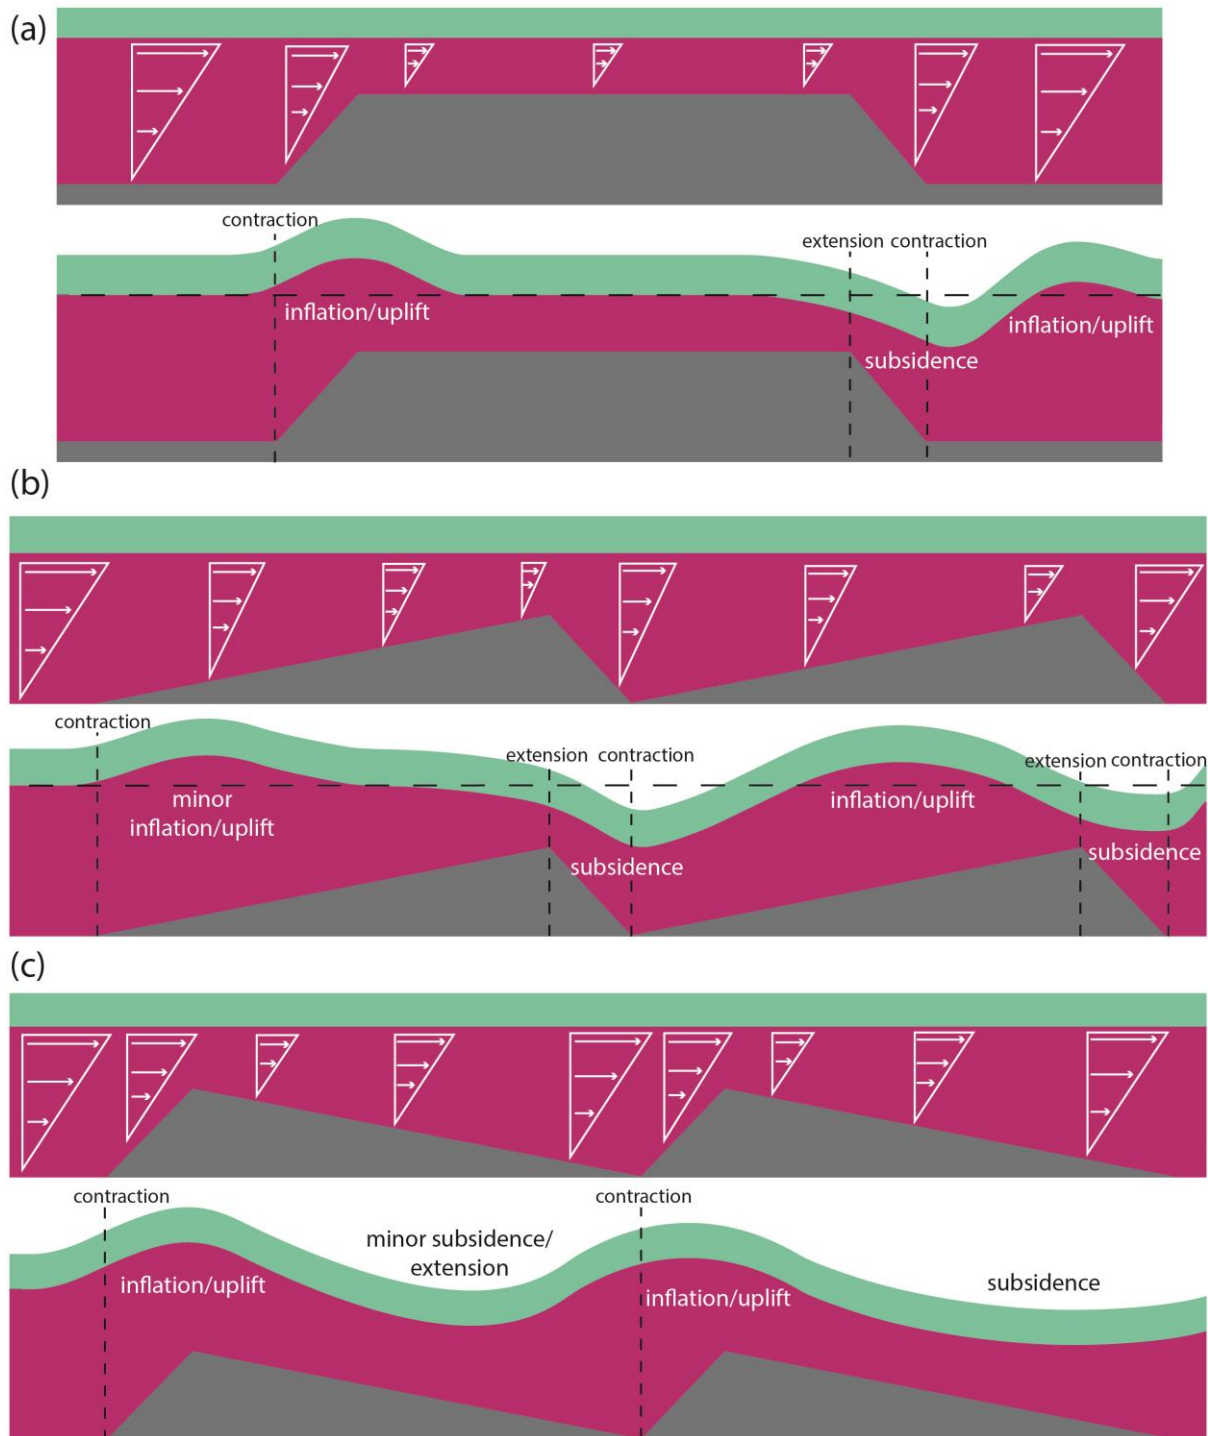 (a)
contraction
extension contraction
inflation/uplift
inflation/uplift
subsidence
(b)
contraction
extension
contraction
extension contraction
minor
inflation/uplift
inflation/uplift
subsidence
subsidence
(c)
contraction
contraction
minor subsidence/
extension
inflation/uplift
inflation/uplift
subsidence